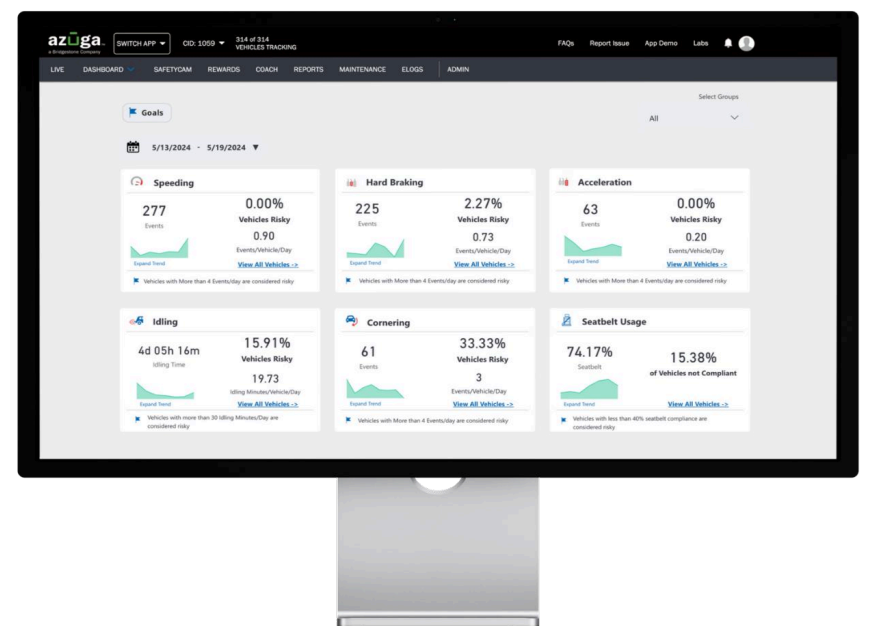 azuga
a Bridgestone Company
SWITCH APP
CID: 1059
314 of 314
VEHICLES TRACKING
FAQs
Report Issue
App Demo
Labs
LIVE
DASHBOARD
SAFETYCAM
REWARDS
COACH
REPORTS
MAINTENANCE
ELOGS
ADMIN
Select Groups
Goals
All
5/13/2024 - 5/19/2024
Speeding
277
Events
0.00%
Vehicles Risky
0.90
Events/Vehicle/Day
Expand Trend
View All Vehicles ->
Vehicles with More than 4 Events/day are considered risky
Hard Braking
225
Events
2.27%
Vehicles Risky
0.73
Events/Vehicle/Day
Expand Trend
View All Vehicles ->
Vehicles with More than 4 Events/day are considered risky
Acceleration
63
Events
0.00%
Vehicles Risky
0.20
Events/Vehicle/Day
Expand Trend
View All Vehicles ->
Vehicles with More than 4 Events/day are considered risky
Idling
4d 05h 16m
Idling Time
15.91%
Vehicles Risky
19.73
Idling Minutes/Vehicle/Day
Expand Trend
View All Vehicles ->
Vehicles with more than 30 Idling Minutes/Day are
considered risky
Cornering
61
Events
33.33%
Vehicles Risky
3
Events/Vehicle/Day
Expand Trend
View All Vehicles ->
Vehicles with More than 4 Events/day are considered risky
Seatbelt Usage
74.17%
Seatbelt
15.38%
of Vehicles not Compliant
Expand Trend
View All Vehicles ->
Vehicles with less than 40% seatbelt compliance are
considered risky